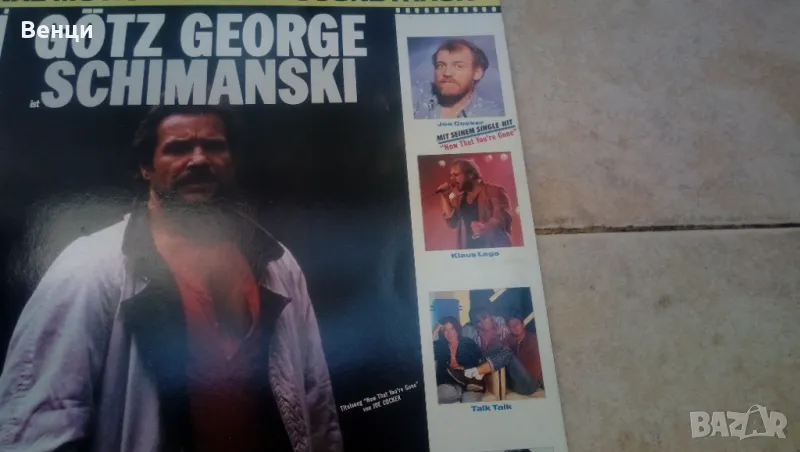 Венци
GÖTZ GEORGE
ist SCHIMANSKI
Joe Cocker
MIT SEINEM SINGLE HIT
"Now That You're Gone"
Klaus Lage
Talk Talk
Titelsong "Now That You're Gone"
von JOE COCKER
BAZAR